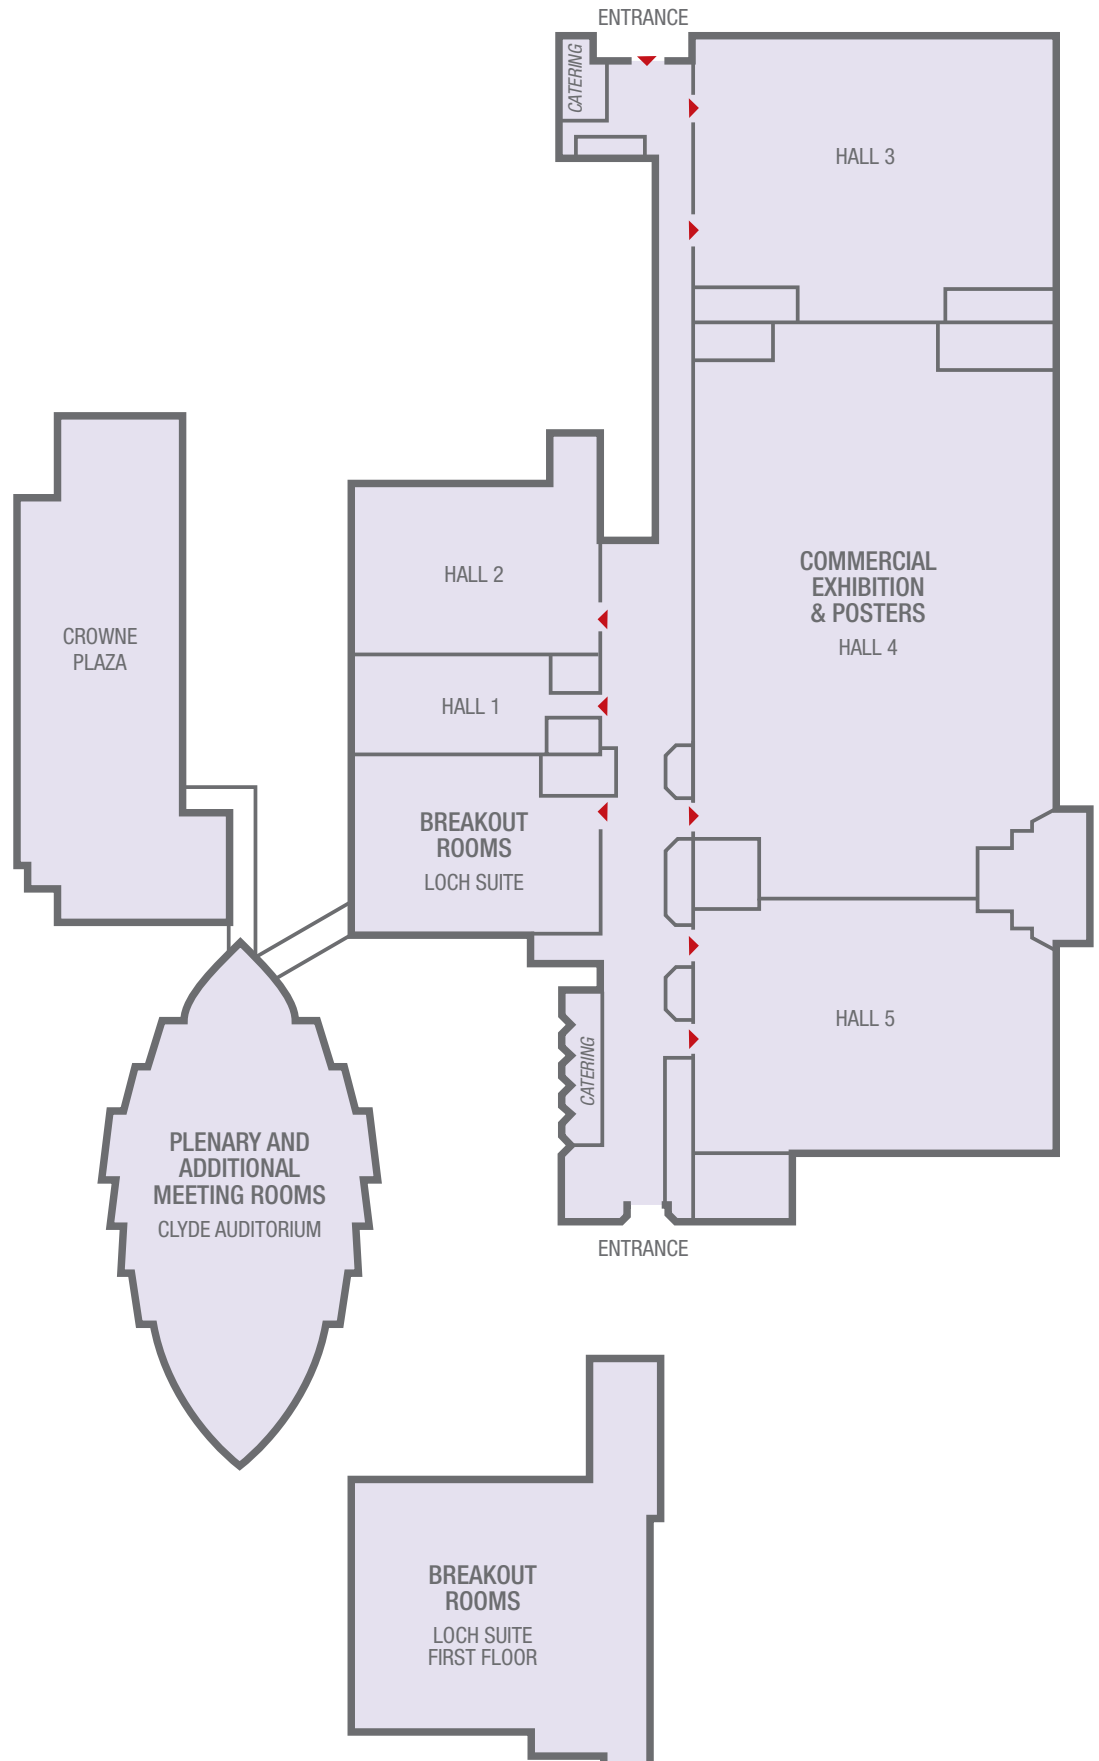 ENTRANCE
CATERING
HALL 3
COMMERCIAL
EXHIBITION
& POSTERS
HALL 4
HALL 2
CROWNE
PLAZA
HALL 1
BREAKOUT
ROOMS
LOCH SUITE
HALL 5
CATERING
PLENARY AND
ADDITIONAL
MEETING ROOMS
CLYDE AUDITORIUM
ENTRANCE
BREAKOUT
ROOMS
LOCH SUITE
FIRST FLOOR